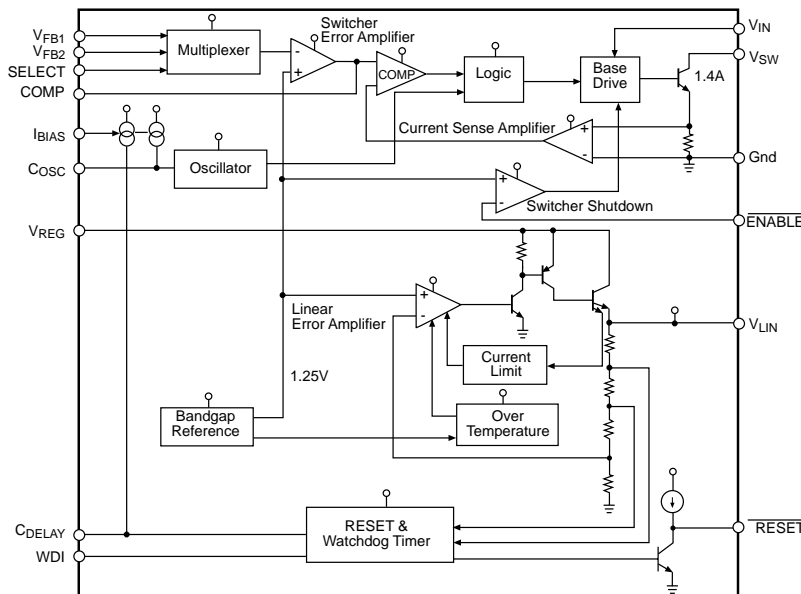 VFB1
VFB2
SELECT
COMP
IBIAS
COSC
VREG
CDELAY
WDI
Multiplexer
-
+
Switcher
Error Amplifier
COMP
Logic
Base
Drive
1.4A
VIN
VSW
Current Sense Amplifier
+
-
Gnd
Oscillator
+
-
Switcher Shutdown
ENABLE
+
-
Linear
Error Amplifier
VLIN
Current
Limit
1.25V
Bandgap
Reference
Over
Temperature
RESET &
Watchdog Timer
RESET